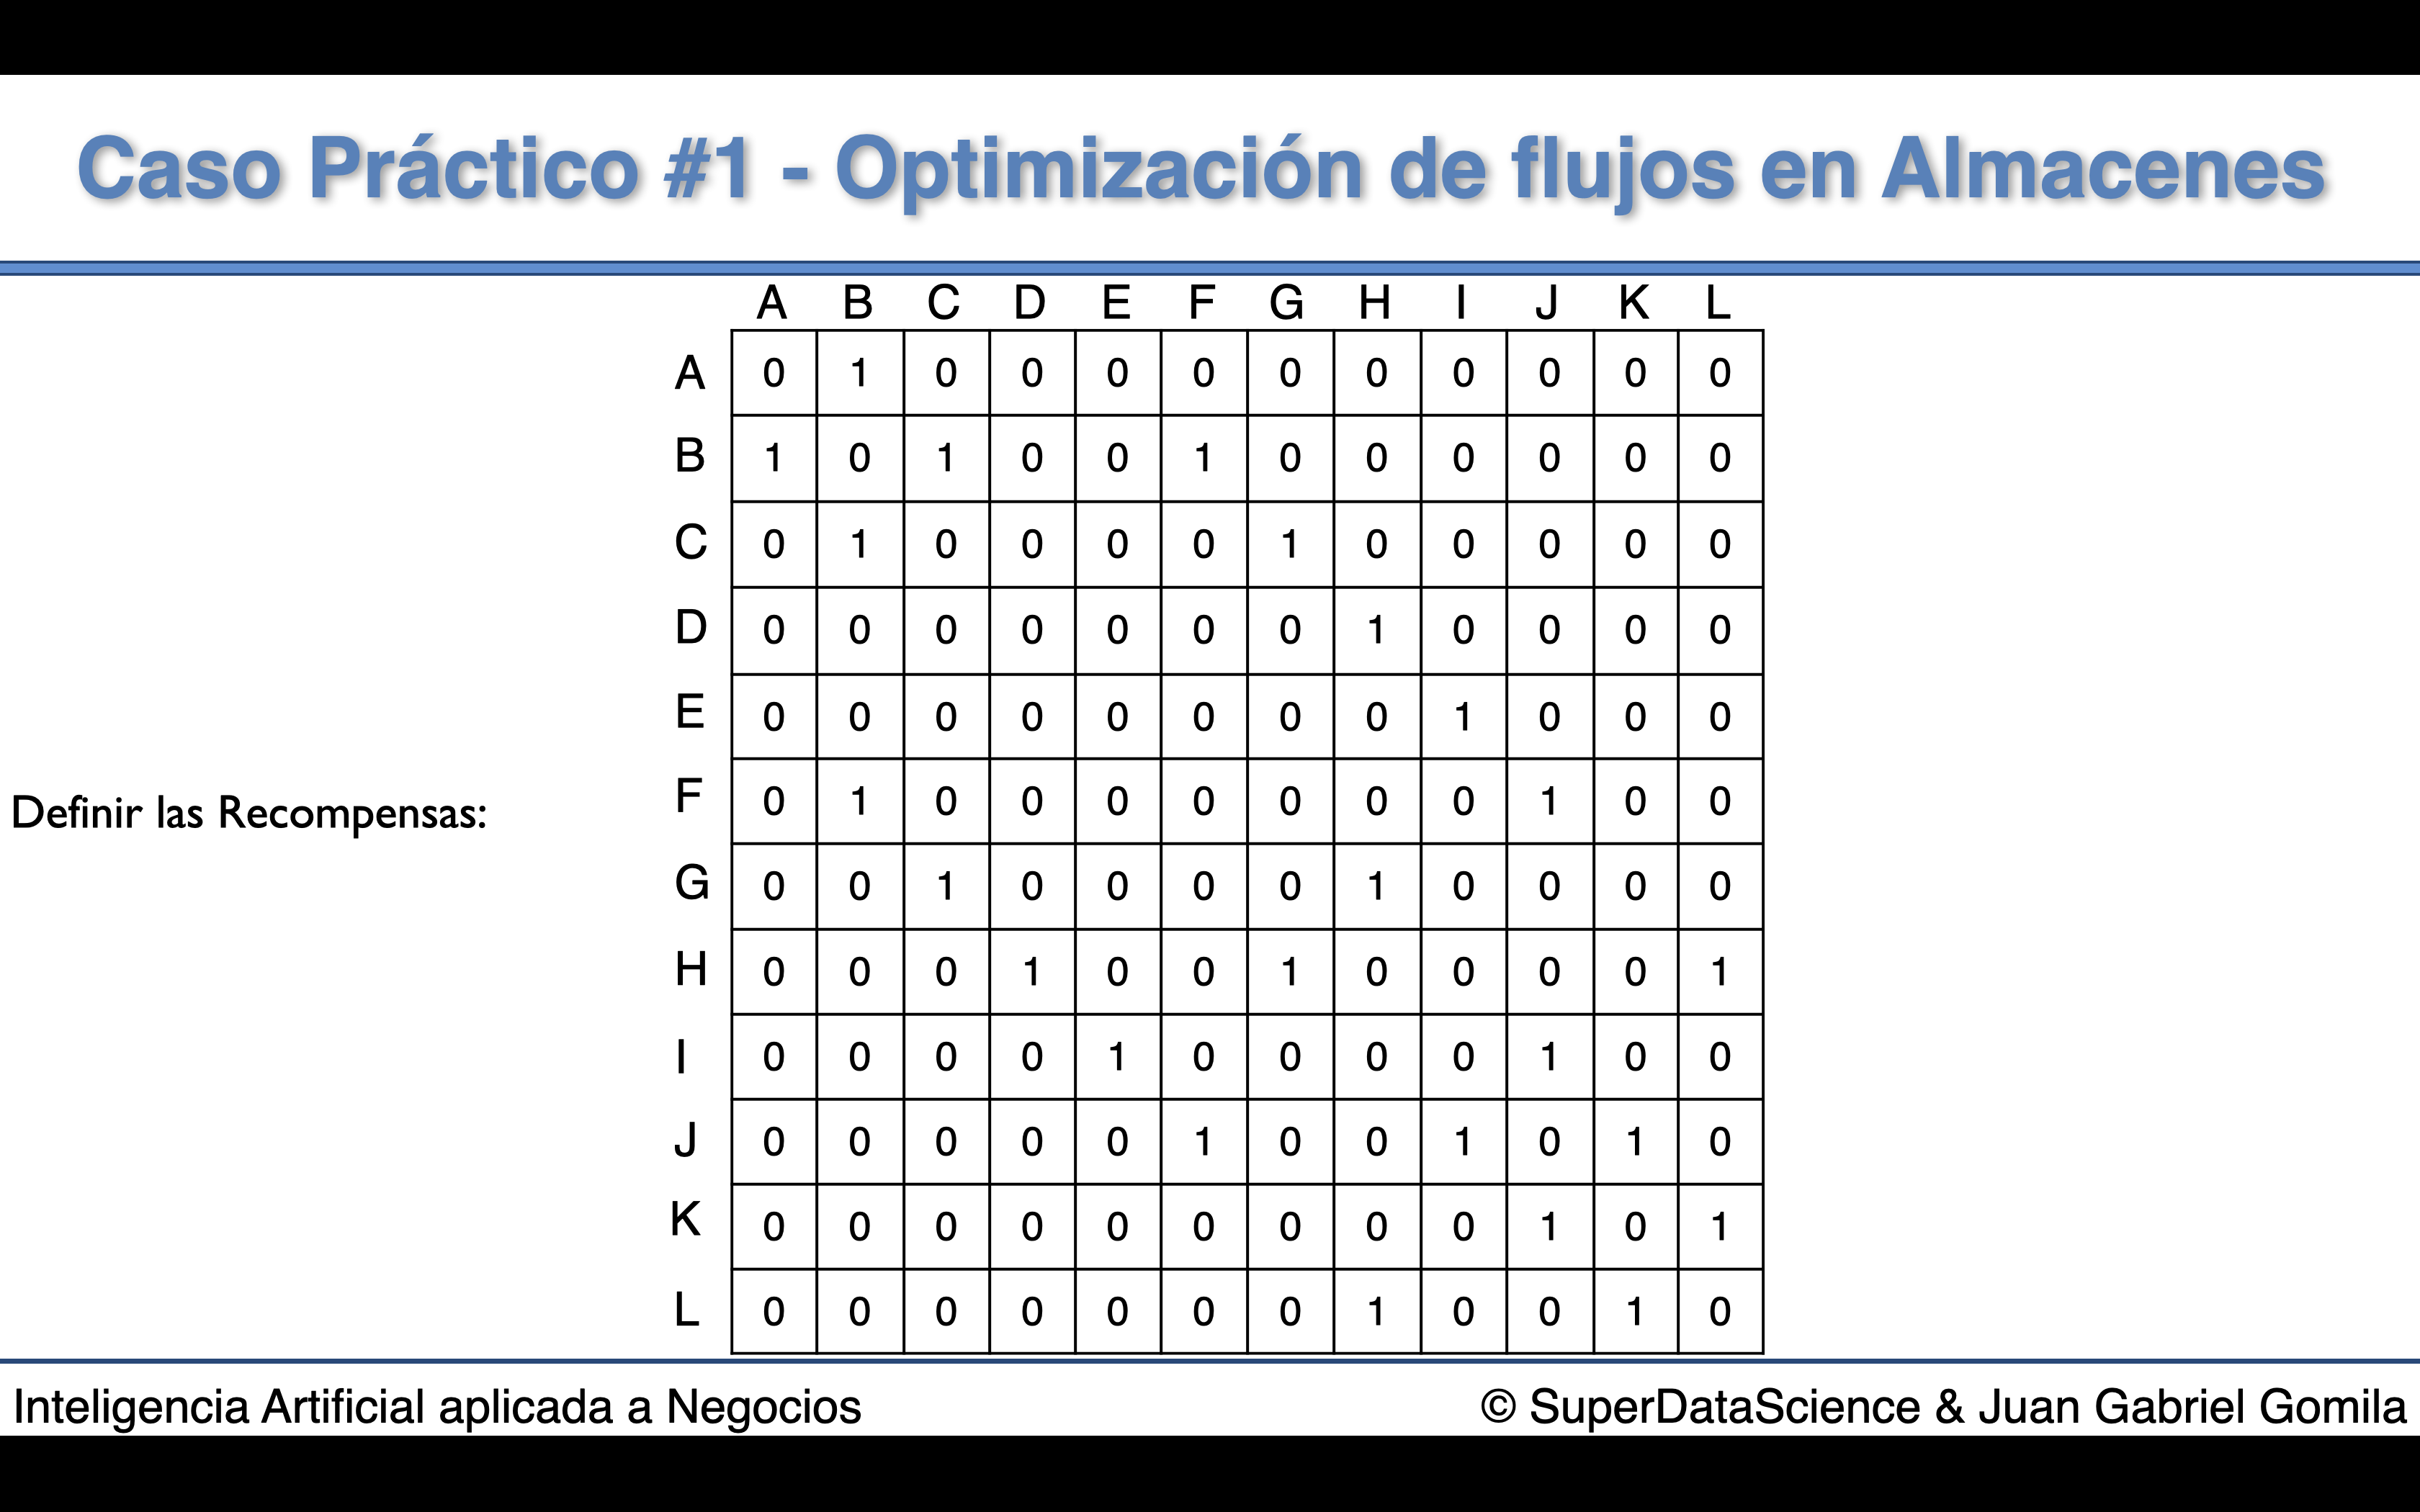 Caso Práctico #1 - Optimización de flujos en Almacenes
A B C D E F G H I J K L
A 0 1 0 0 0 0 0 0 0 0 0 0
B 1 0 1 0 0 1 0 0 0 0 0 0
C 0 1 0 0 0 0 1 0 0 0 0 0
D 0 0 0 0 0 0 0 1 0 0 0 0
E 0 0 0 0 0 0 0 0 1 0 0 0
F 0 1 0 0 0 0 0 0 0 1 0 0
Definir las Recompensas:
G 0 0 1 0 0 0 0 1 0 0 0 0
H 0 0 0 1 0 0 1 0 0 0 0 1
I 0 0 0 0 1 0 0 0 0 1 0 0
J 0 0 0 0 0 1 0 0 1 0 1 0
K 0 0 0 0 0 0 0 0 0 1 0 1
L 0 0 0 0 0 0 0 1 0 0 1 0
Inteligencia Artificial aplicada a Negocios
© SuperDataScience & Juan Gabriel Gomila